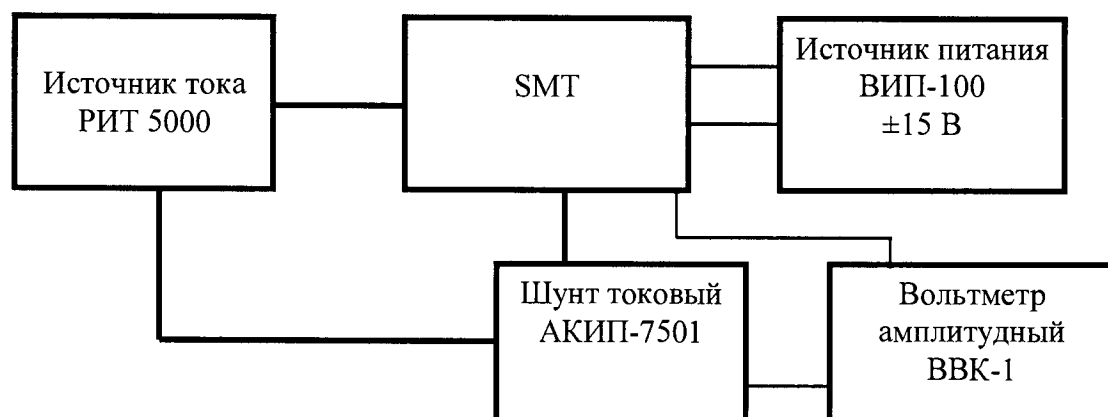 Источник тока
РИТ 5000
SMT
Источник питания
ВИП-100
±15 В
Шунт токовый
АКИП-7501
Вольтметр
амплитудный
ВВК-1